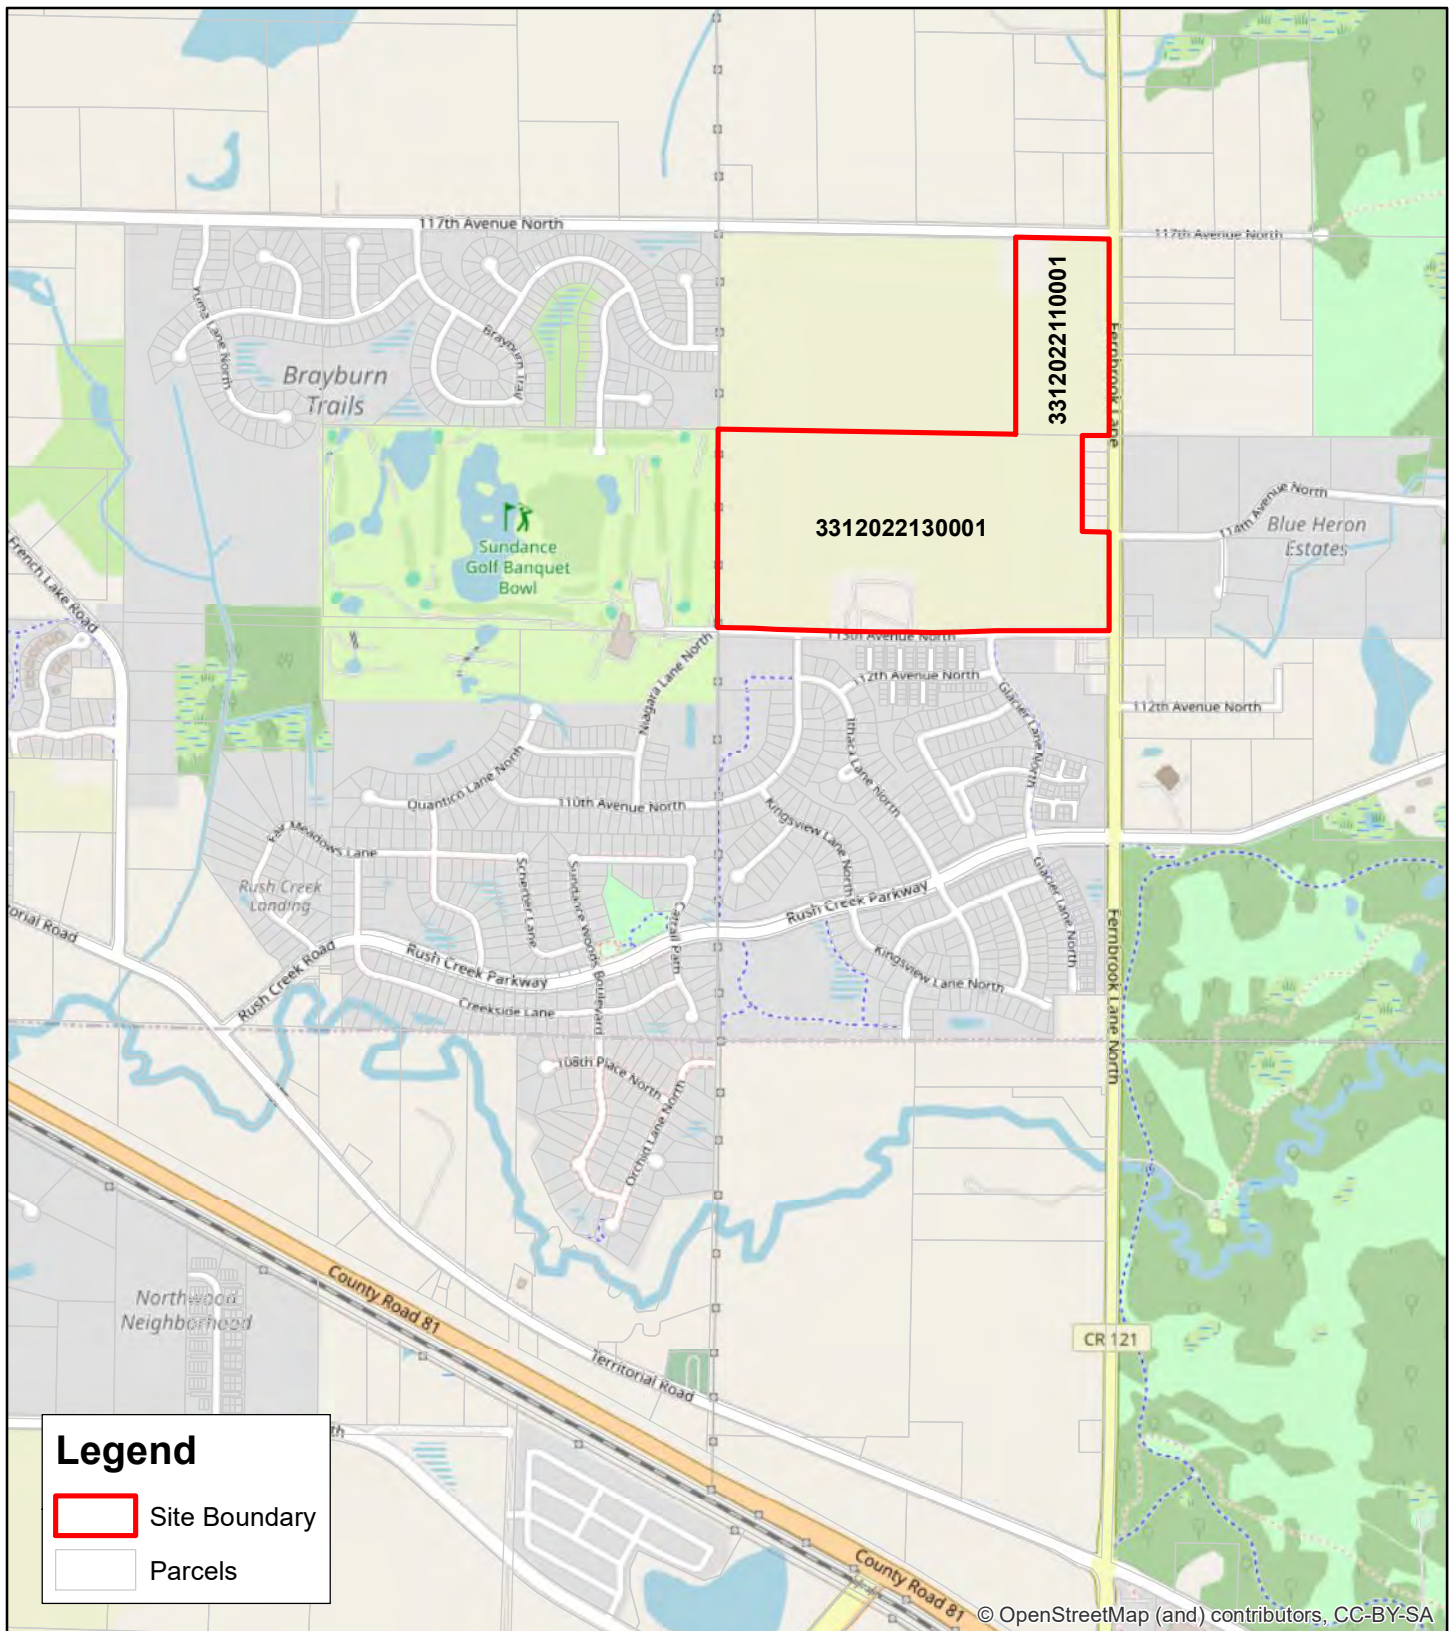 117th Avenue North
117th Avenue North
Yuma Lane North
Brayburn Tray
Brayburn
Trails
3312022110001
Fernbrook Lane
3312022130001
Sundance
Golf Banquet
Bowl
114th Avenue North
Blue Heron
Estates
French Lake Road
113th Avenue North
Niagara Lane North
12th Avenue North
Glacier Lane North
Ithaca Lane North
112th Avenue North
Quantico Lane North
110th Avenue North
Kingsview Lane North
Fair Meadows Lane
Scherber Lane
Sundance Woods Boulevard
Cattail Path
Rush Creek
Landing
Rush Creek Parkway
Glacier Lane North
orial Road
Rush Creek Road
Rush Creek Parkway
Kingsview Lane North
Fernbrook Lane North
Creekside Lane
108th Place North
Orchid Lane North
County Road 81
Northwood
Neighborhood
CR 121
Territorial Road
th
Legend
Site Boundary
Parcels
County Road 81
© OpenStreetMap (and) contributors, CC-BY-SA